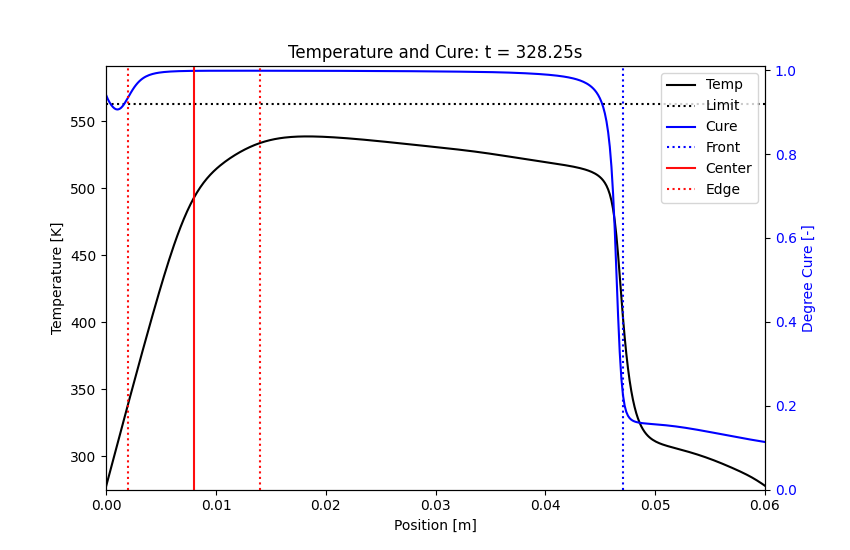 Temperature and Cure: t = 328.25s
Temperature [K]
550
500
450
400
350
300
Temp
Limit
Cure
Front
Center
Edge
1.0
0.8
0.6
0.4
0.2
0.0
Degree Cure [-]
0.00 0.01 0.02 0.03 0.04 0.05 0.06
Position [m]